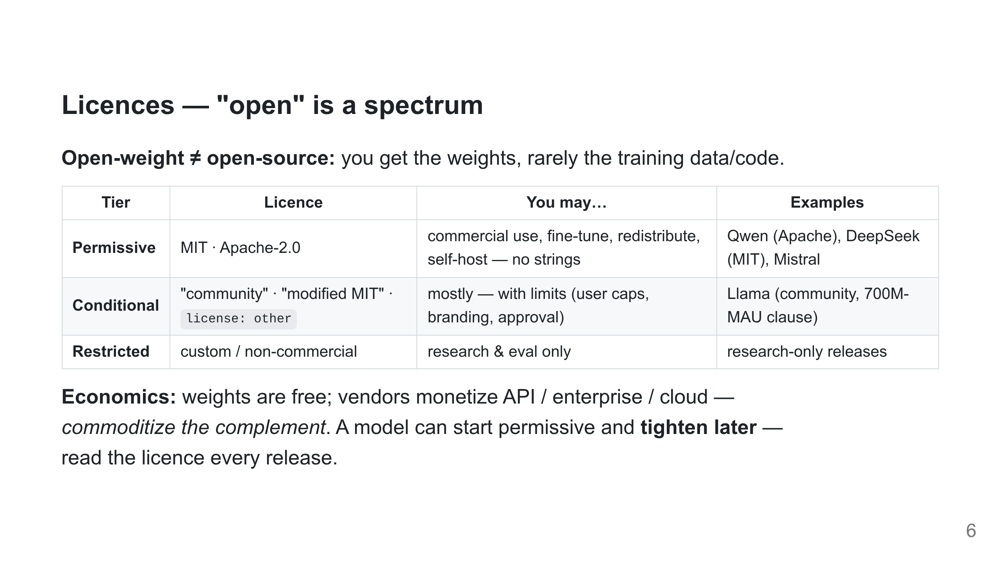 Licences — "open" is a spectrum
Open-weight ≠ open-source: you get the weights, rarely the training data/code.
Tier
Licence
You may…
Examples
Permissive
MIT · Apache-2.0
commercial use, fine-tune, redistribute,
self-host — no strings
Qwen (Apache), DeepSeek
(MIT), Mistral
Conditional
"community" · "modified MIT" ·
license: other
mostly — with limits (user caps,
branding, approval)
Llama (community, 700M-
MAU clause)
Restricted
custom / non-commercial
research & eval only
research-only releases
Economics: weights are free; vendors monetize API / enterprise / cloud —
commoditize the complement. A model can start permissive and tighten later —
read the licence every release.
6